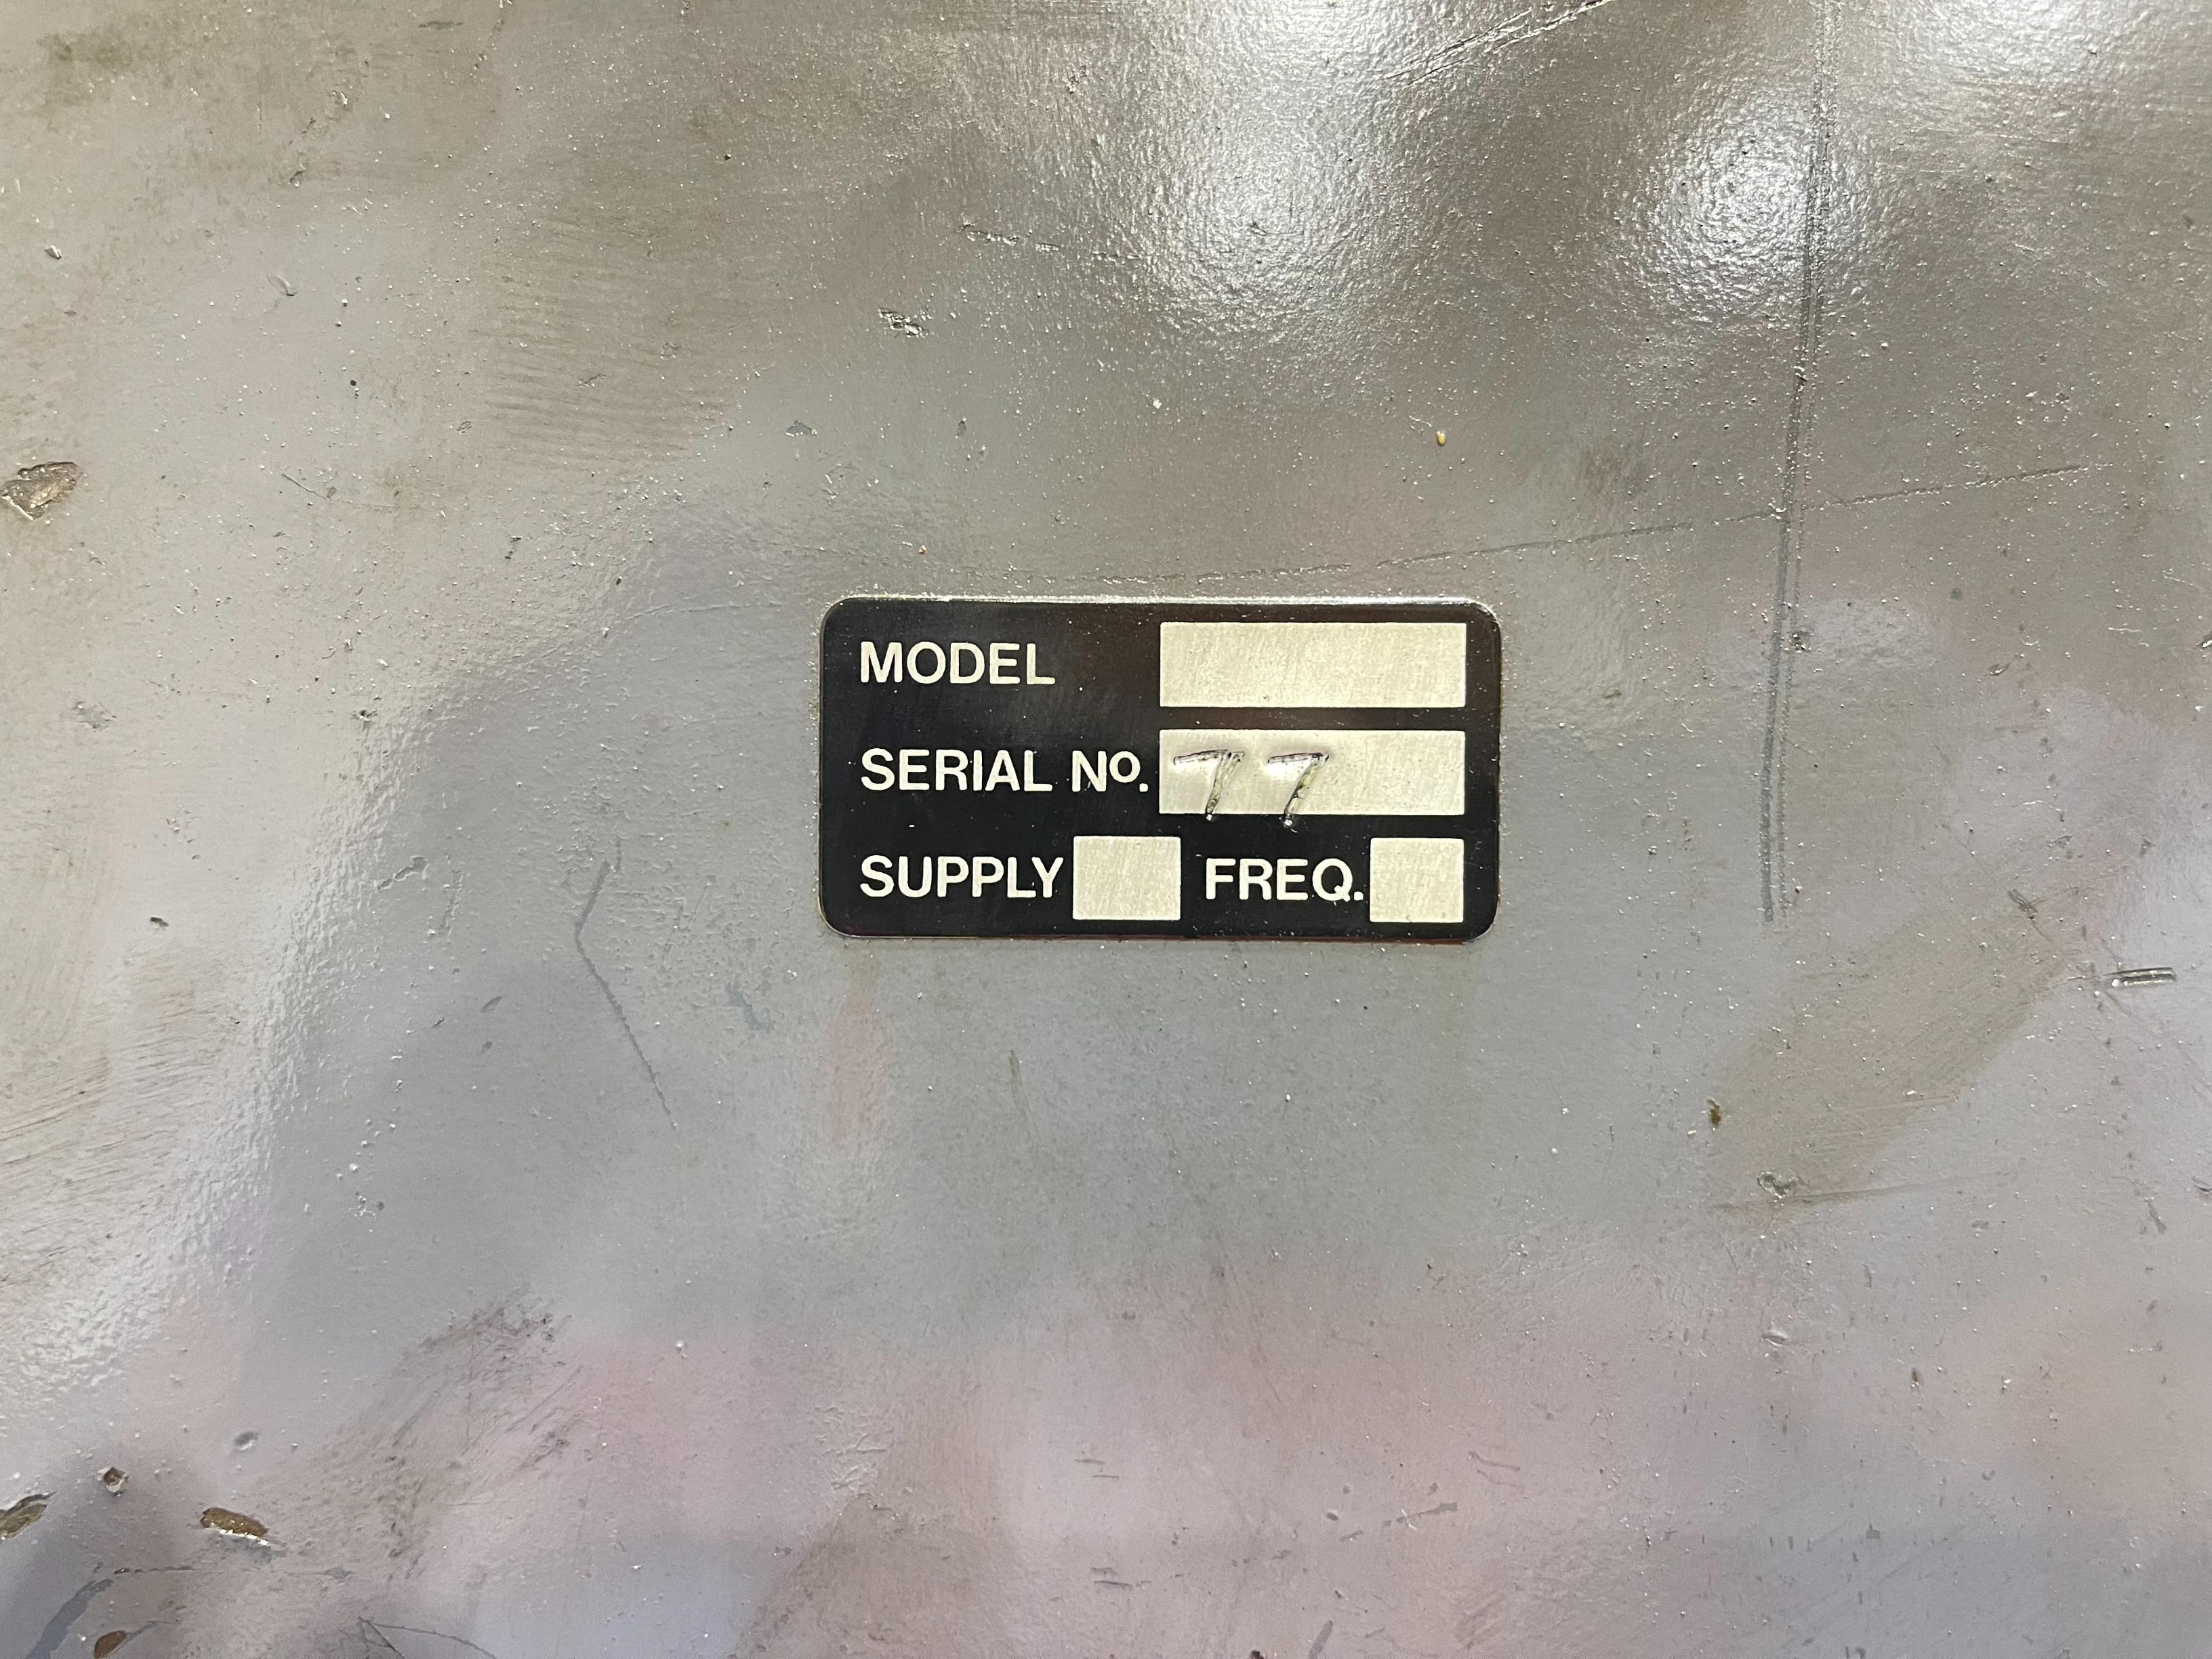 MODEL
SERIAL Nº. 77
SUPPLY FREQ.